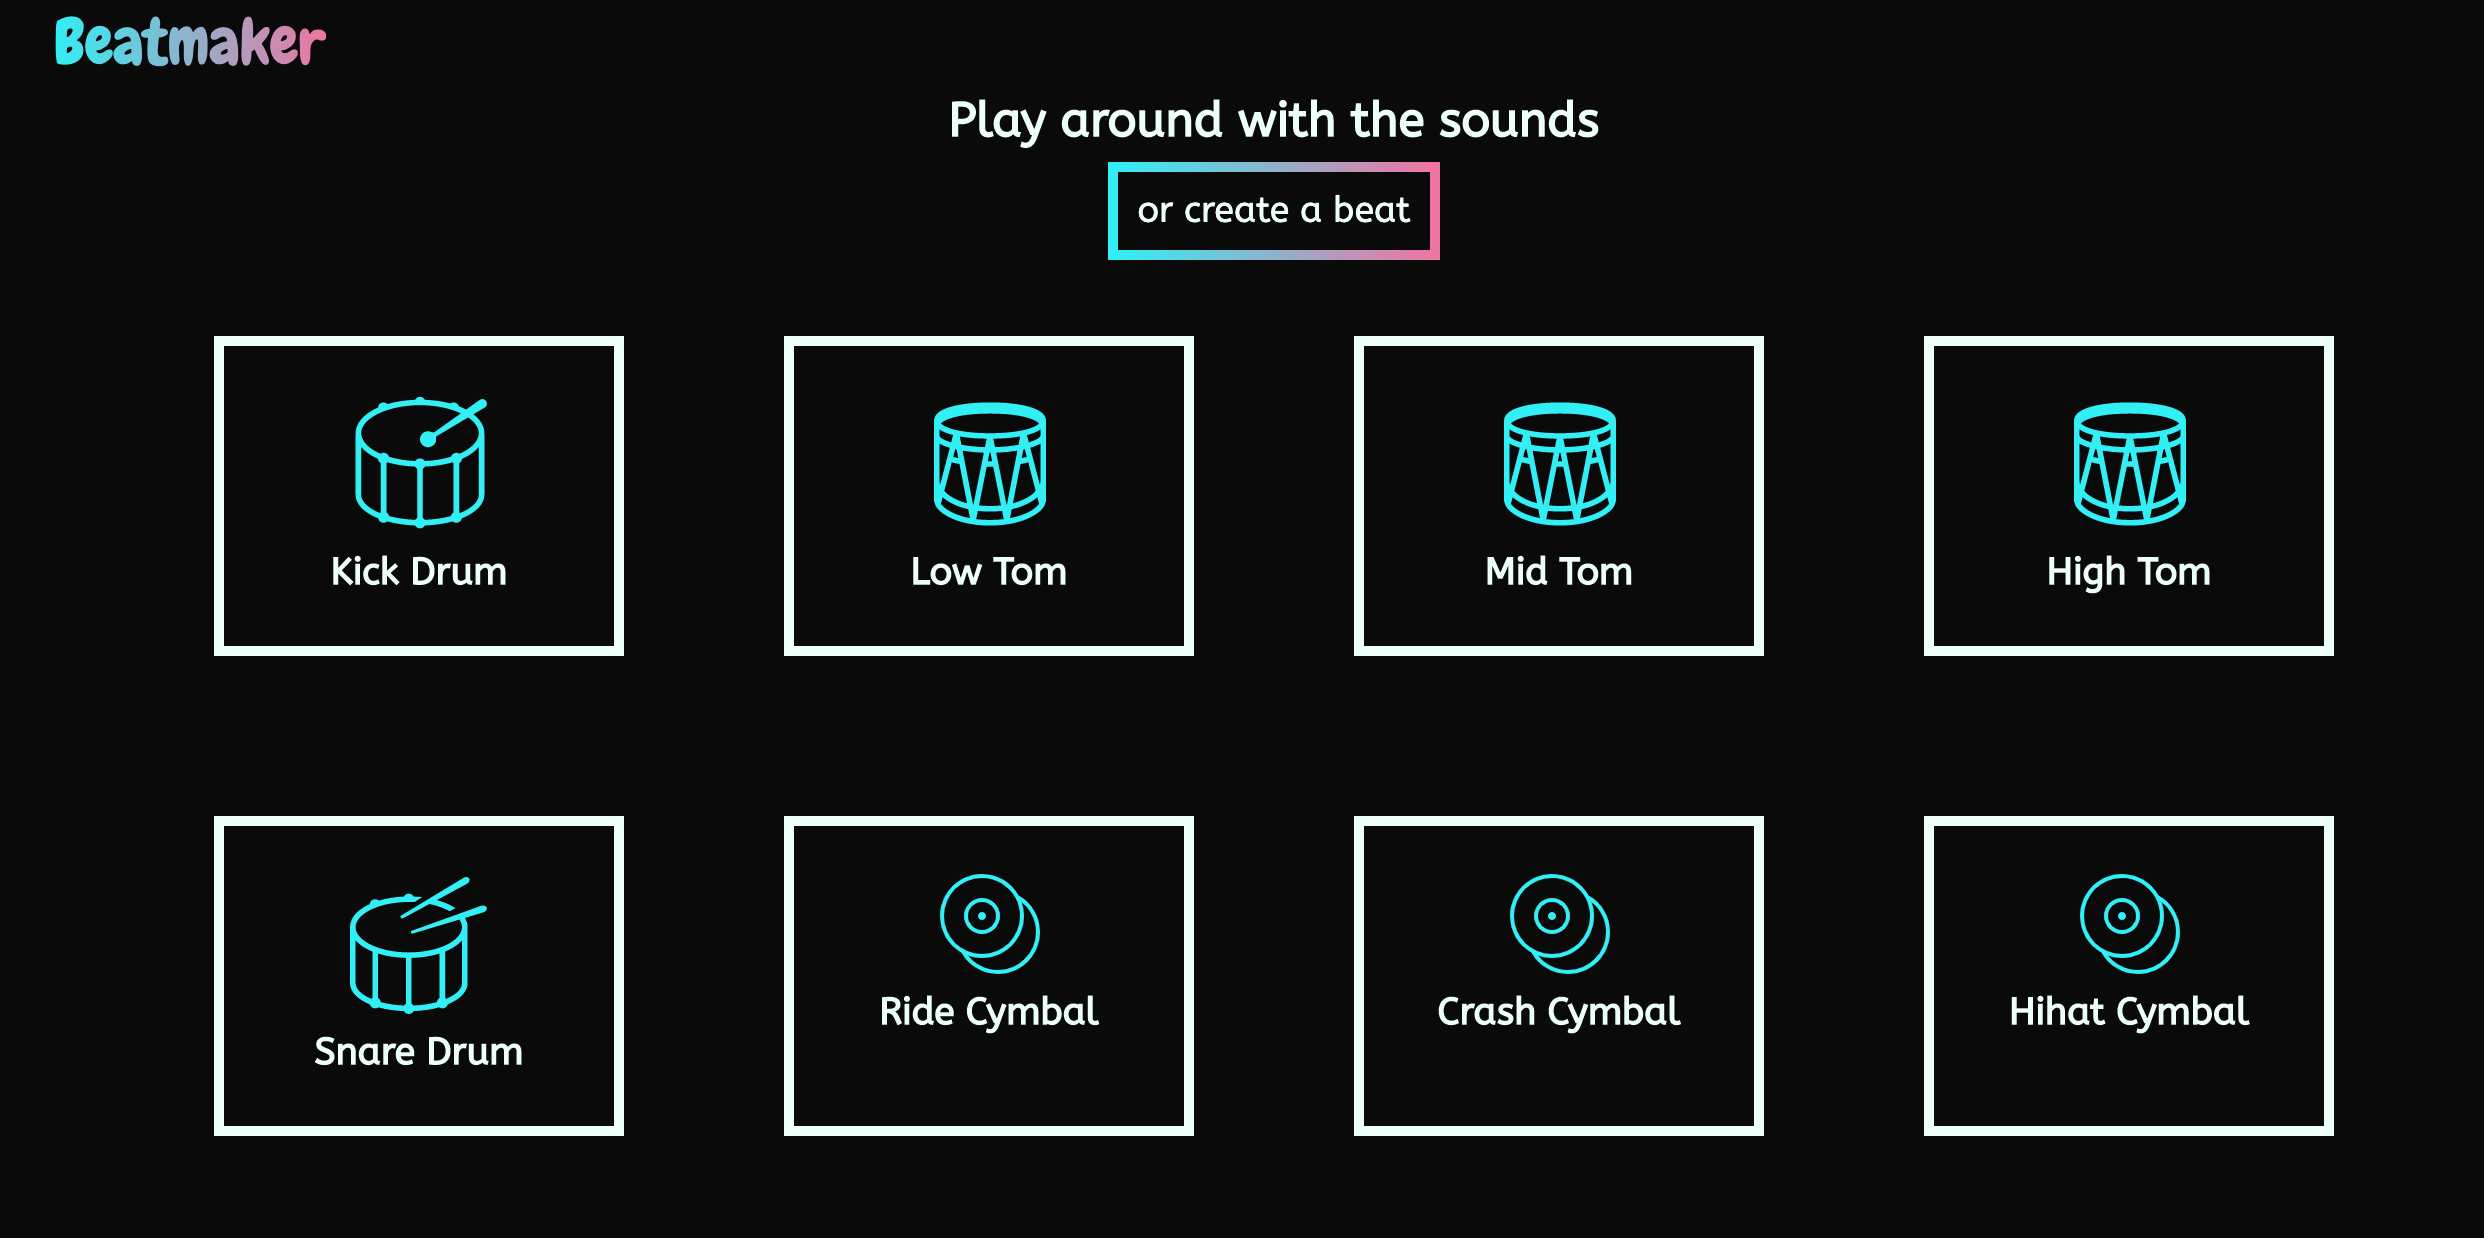 Beatmaker
Play around with the sounds
or create a beat
Kick Drum
Low Tom
Mid Tom
High Tom
Snare Drum
Ride Cymbal
Crash Cymbal
Hihat Cymbal